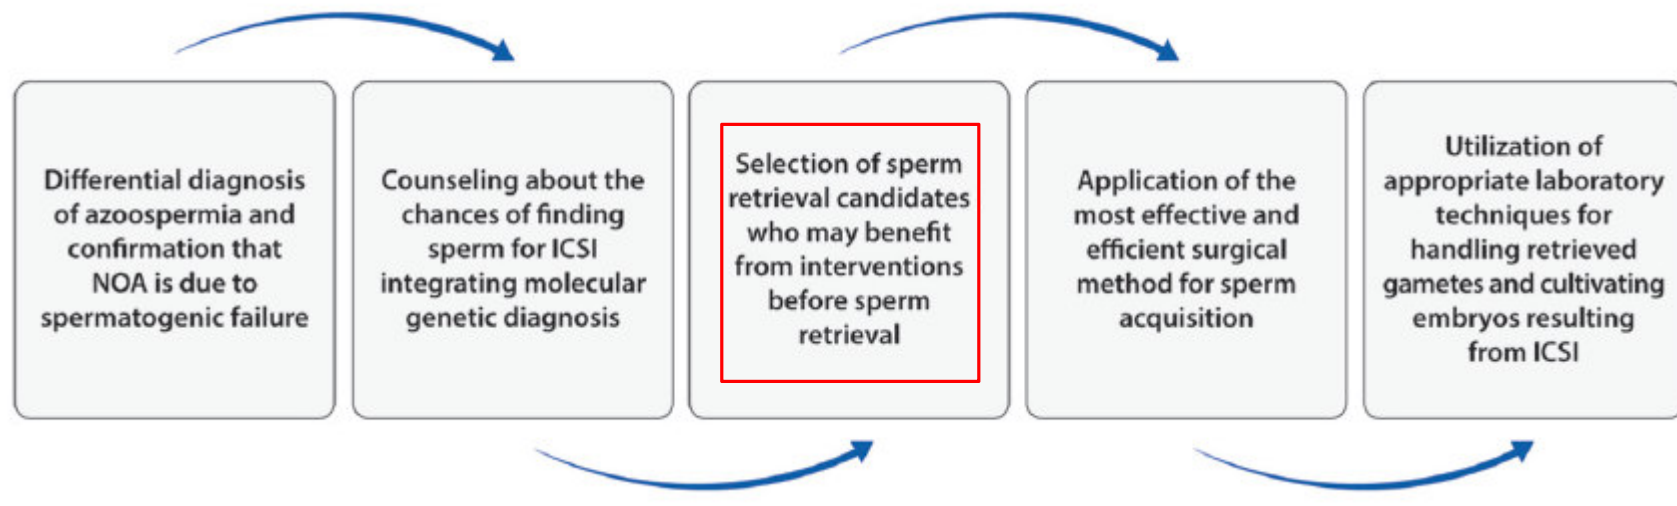 Differential diagnosis
of azoospermia and
confirmation that
NOA is due to
spermatogenic failure
Counseling about the
chances of finding
sperm for ICSI
integrating molecular
genetic diagnosis
Selection of sperm
retrieval candidates
who may benefit
from interventions
before sperm
retrieval
Application of the
most effective and
efficient surgical
method for sperm
acquisition
Utilization of
appropriate laboratory
techniques for
handling retrieved
gametes and cultivating
embryos resulting
from ICSI